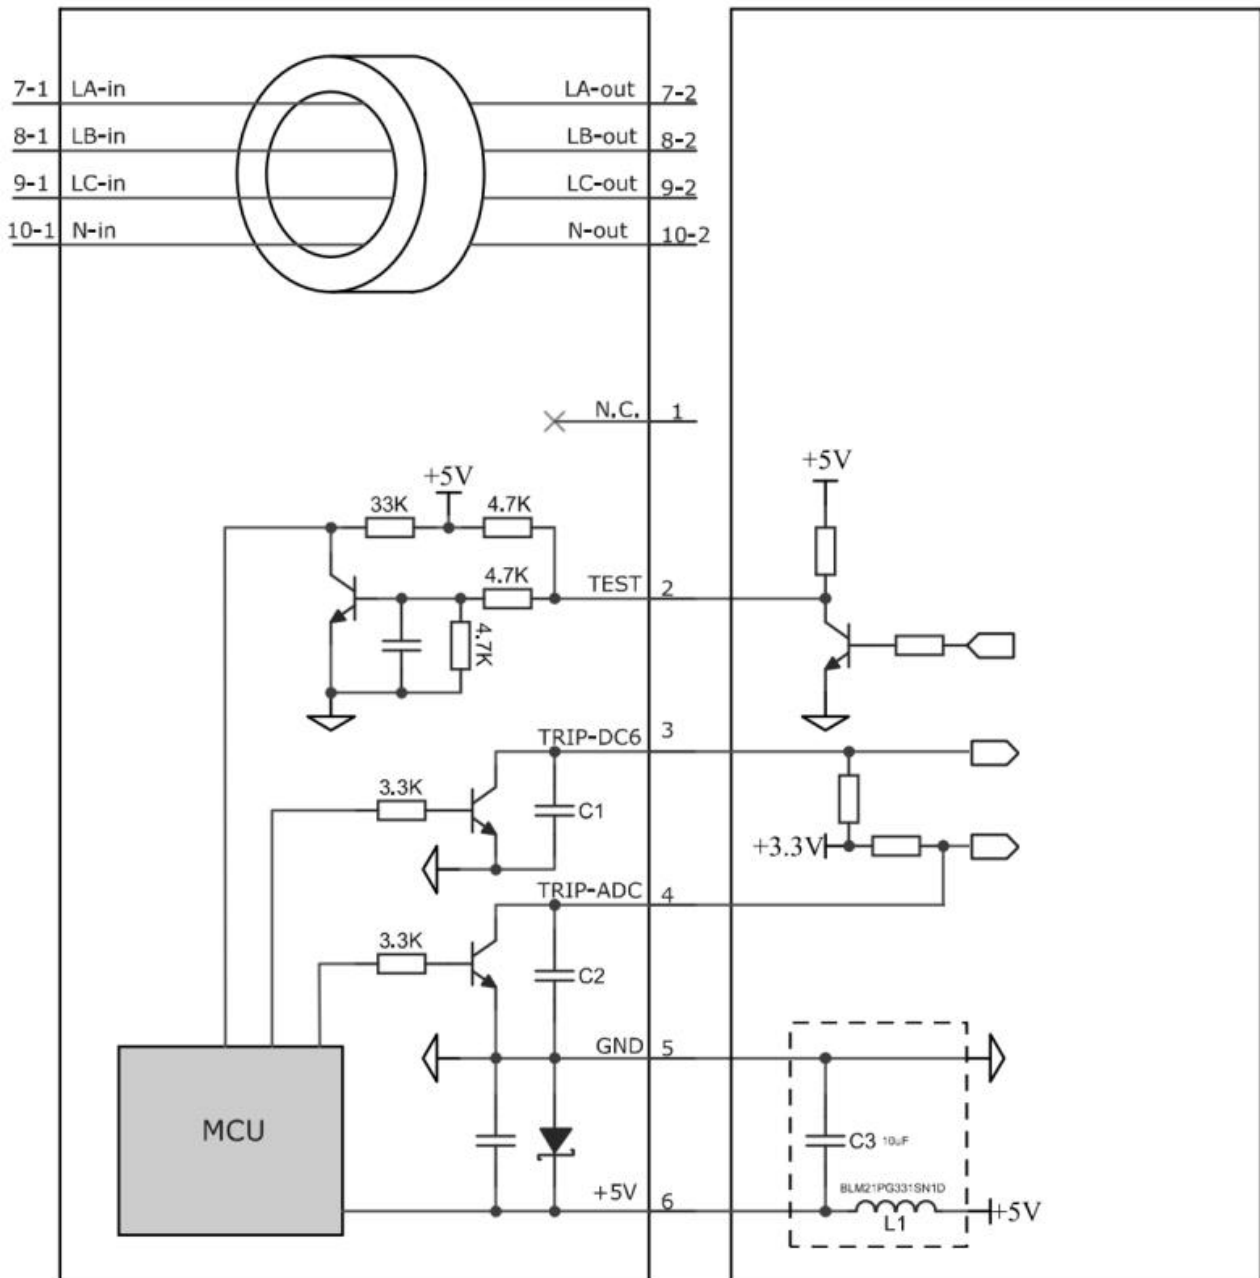 7-1 LA-in LA-out 7-2
8-1 LB-in LB-out 8-2
9-1 LC-in LC-out 9-2
10-1 N-in N-out 10-2
N.C. 1
+5V
+5V
33K 4.7K
4.7K TEST 2
4.7K
TRIP-DC6 3
3.3K
C1
+3.3V
TRIP-ADC 4
3.3K
C2
GND 5
MCU
C3 10uF
BLM21PG331SN1D
+5V 6
+5V
L1